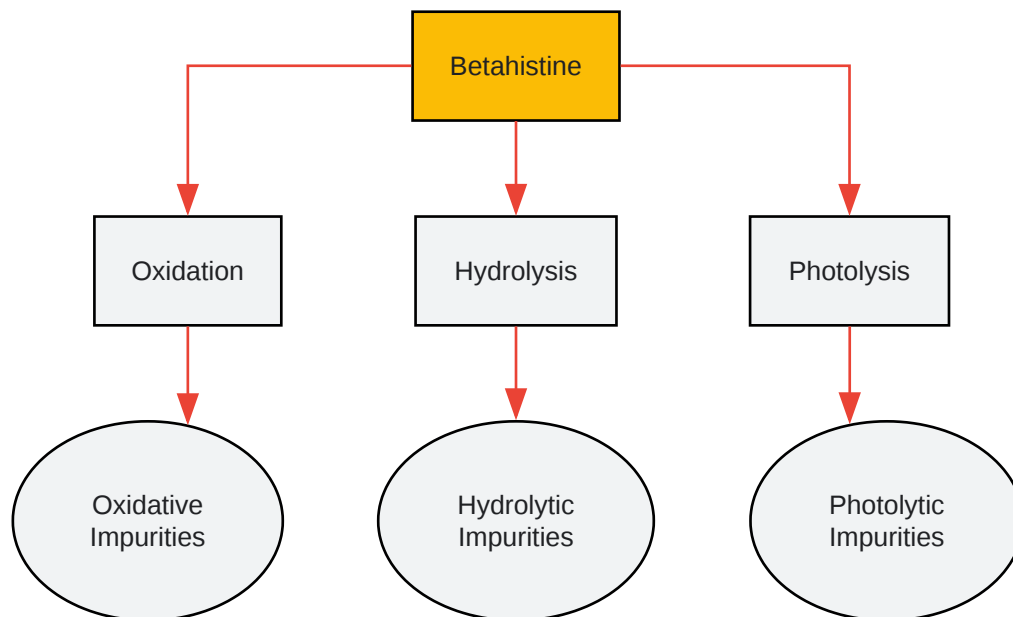 Betahistine
Oxidation
Hydrolysis
Photolysis
Oxidative
Impurities
Hydrolytic
Impurities
Photolytic
Impurities